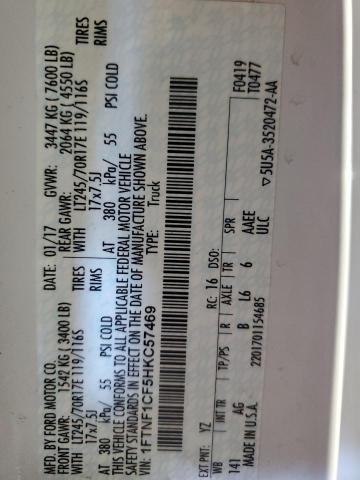 MFD. BY FORD MOTOR CO.
DATE: 01/17 GVWR: 3447 KG ( 7600 LB)
FRONT GAWR: 1542 KG ( 3400 LB) REAR GAWR: 2064 KG ( 4550 LB)
WITH LT245/70R17E 119/116S TIRES WITH LT245/70R17E 119/116S TIRES
17x7.5J RIMS 17x7.5J RIMS
AT 380 kPa/ 55 PSI COLD AT 380 kPa/ 55 PSI COLD
THIS VEHICLE CONFORMS TO ALL APPLICABLE FEDERAL MOTOR VEHICLE
STANDARDS IN EFFECT ON THE DATE OF MANUFACTURE SHOWN ABOVE.
VIN: 1FTNF1CF5HKC57469 TYPE: Truck
F0419
T0477
EXT PNT: YZ RC: 16 DSO:
WB INT TR TP/PS R AXLE TR SPR
141 AG B L6 6 AAEE
MADE IN U.S.A. 2201701154685 ULC
▽5U5A-3520472-AA